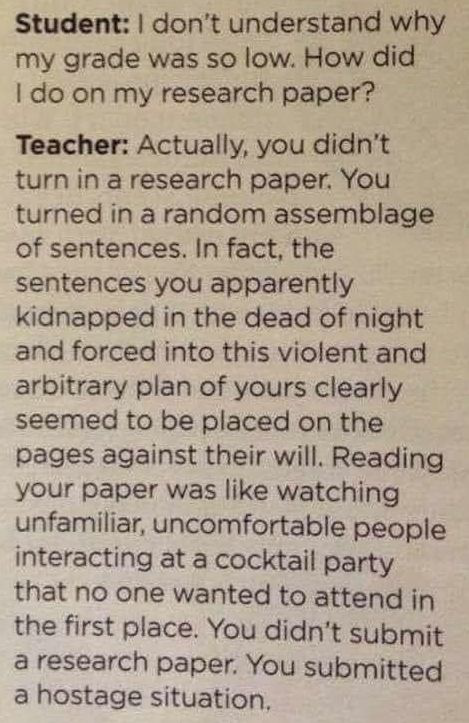 Student: I don't understand why
my grade was so low. How did
I do on my research paper?
Teacher: Actually, you didn't
turn in a research paper. You
turned in a random assemblage
of sentences. In fact, the
sentences you apparently
kidnapped in the dead of night
and forced into this violent and
arbitrary plan of yours clearly
seemed to be placed on the
pages against their will. Reading
your paper was like watching
unfamiliar, uncomfortable people
interacting at a cocktail party
that no one wanted to attend in
the first place. You didn't submit
a research paper. You submitted
a hostage situation.